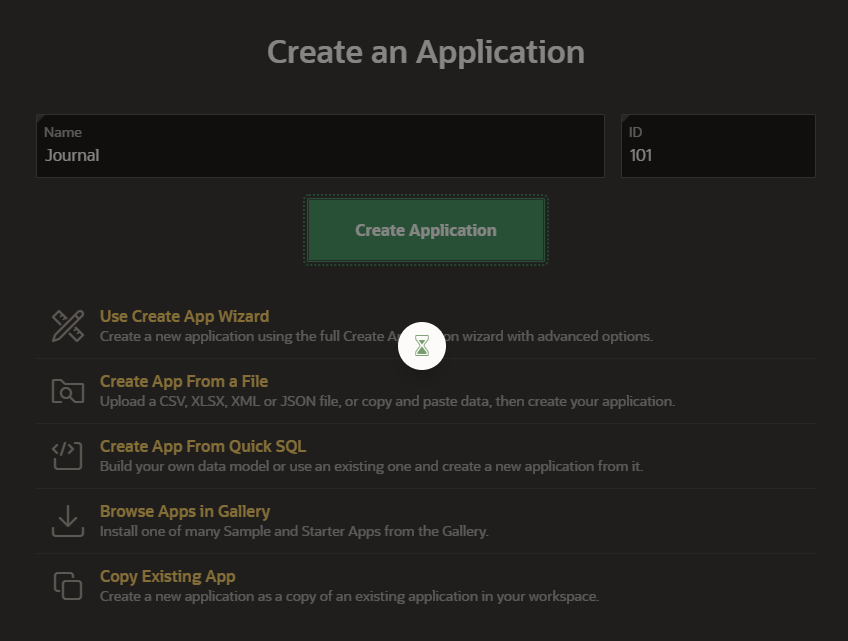 Create an Application
Name
Journal
ID
101
Create Application
Use Create App Wizard
Create a new application using the full Create A on wizard with advanced options.
Create App From a File
Upload a CSV, XLSX, XML or JSON file, or copy and paste data, then create your application.
Create App From Quick SQL
Build your own data model or use an existing one and create a new application from it.
Browse Apps in Gallery
Install one of many Sample and Starter Apps from the Gallery.
Copy Existing App
Create a new application as a copy of an existing application in your workspace.